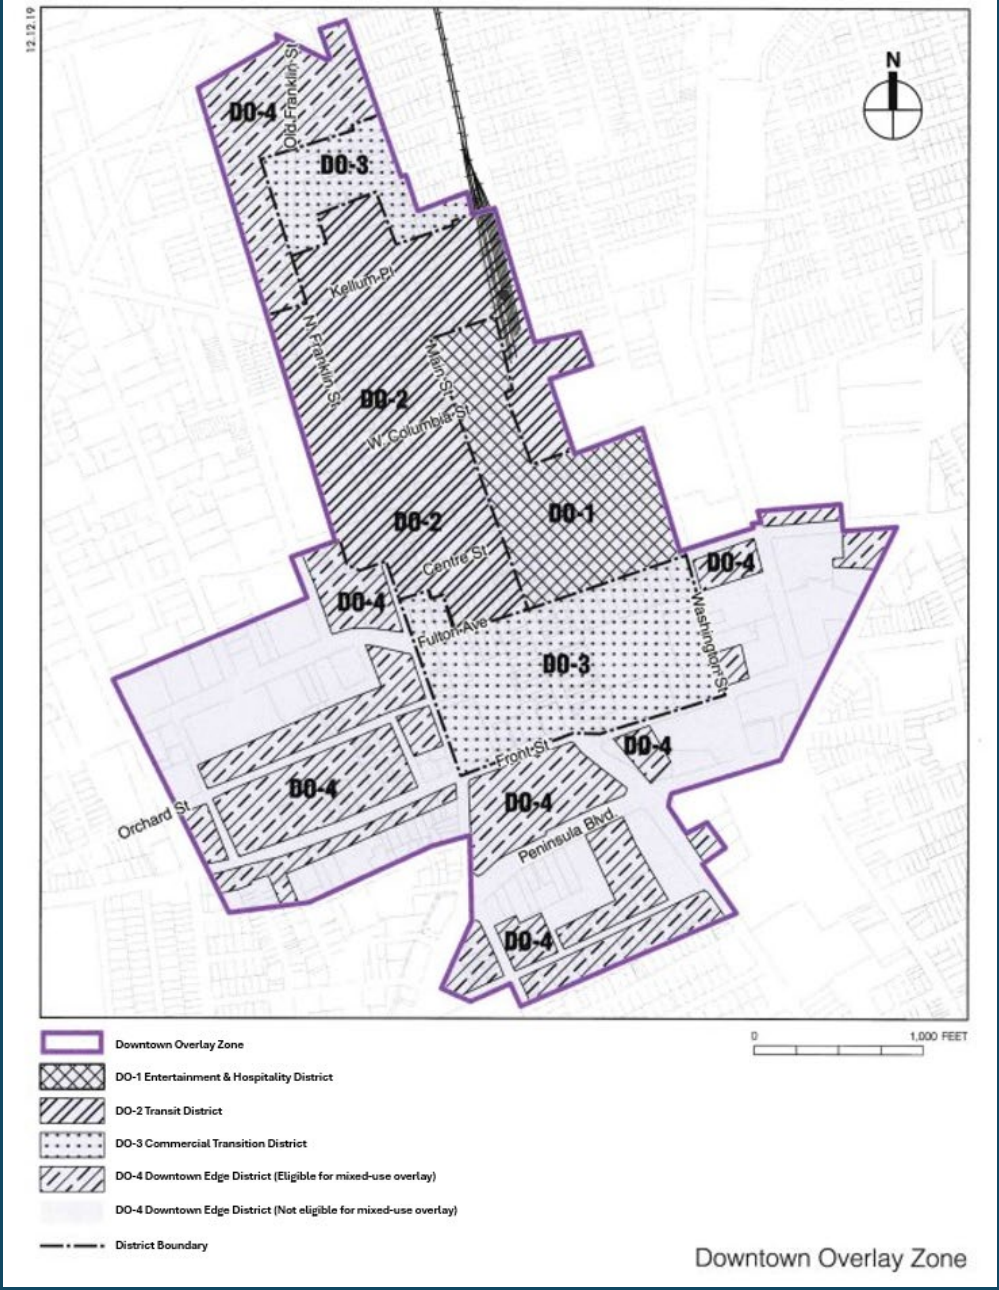 12.12.19
N
Old Franklin St
DO-4
DO-3
Kellum Pl
N Franklin St
Main St
DO-2
W. Columbia St
DO-2
DO-1
Centre St
DO-4
DO-4
Fulton Ave
Washington St
DO-3
Front St
DO-4
DO-4
DO-4
Orchard St
Peninsula Blvd.
DO-4
0 1,000 FEET
Downtown Overlay Zone
DO-1 Entertainment & Hospitality District
DO-2 Transit District
DO-3 Commercial Transition District
DO-4 Downtown Edge District (Eligible for mixed-use overlay)
DO-4 Downtown Edge District (Not eligible for mixed-use overlay)
District Boundary
Downtown Overlay Zone